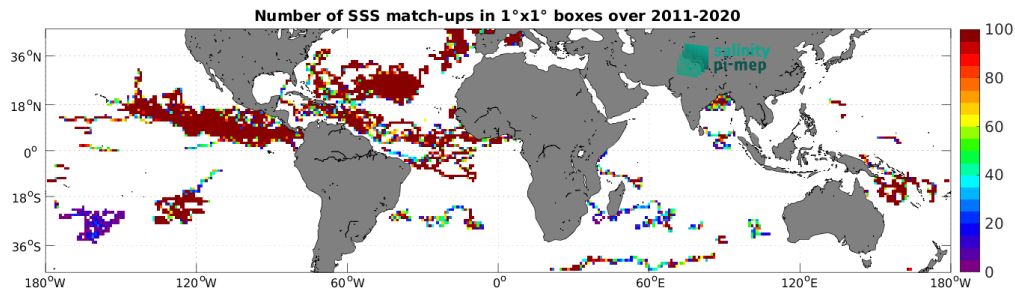 Number of SSS match-ups in 1°x1° boxes over 2011-2020
salinity
pi-mep
36°N
18°N
0°
18°S
36°S
180°W
120°W
60°W
0°
60°E
120°E
180°W
100
80
60
40
20
0